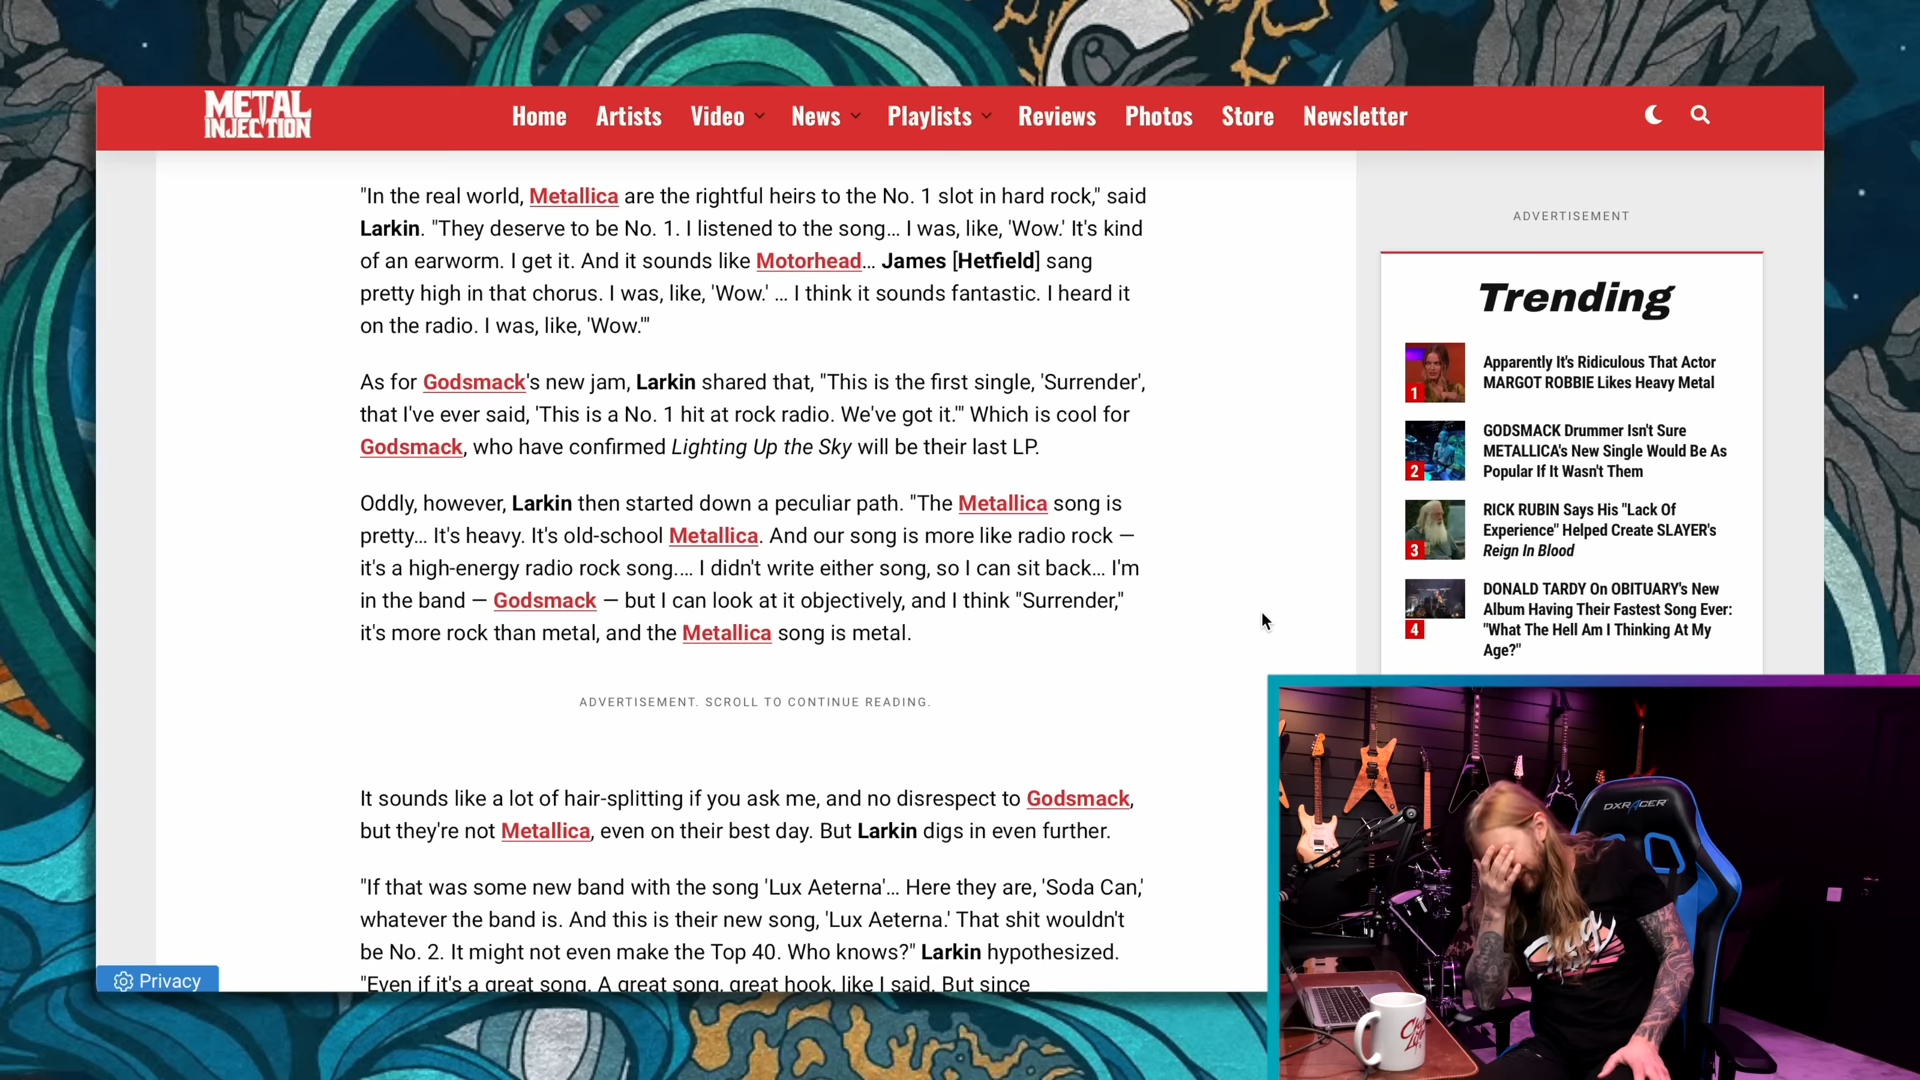 METAL
INJECTION
Home Artists Video News Playlists Reviews Photos Store Newsletter
"In the real world, Metallica are the rightful heirs to the No. 1 slot in hard rock," said
Larkin. "They deserve to be No. 1. I listened to the song… I was, like, 'Wow.' It's kind
of an earworm. I get it. And it sounds like Motorhead… James [Hetfield] sang
pretty high in that chorus. I was, like, 'Wow.' … I think it sounds fantastic. I heard it
on the radio. I was, like, 'Wow.'"
As for Godsmack's new jam, Larkin shared that, "This is the first single, 'Surrender',
that I've ever said, 'This is a No. 1 hit at rock radio. We've got it.'" Which is cool for
Godsmack, who have confirmed Lighting Up the Sky will be their last LP.
Oddly, however, Larkin then started down a peculiar path. "The Metallica song is
pretty… It's heavy. It's old-school Metallica. And our song is more like radio rock —
it's a high-energy radio rock song.… I didn't write either song, so I can sit back… I'm
in the band — Godsmack — but I can look at it objectively, and I think "Surrender,"
it's more rock than metal, and the Metallica song is metal.
ADVERTISEMENT. SCROLL TO CONTINUE READING.
It sounds like a lot of hair-splitting if you ask me, and no disrespect to Godsmack,
but they're not Metallica, even on their best day. But Larkin digs in even further.
"If that was some new band with the song 'Lux Aeterna'… Here they are, 'Soda Can,'
whatever the band is. And this is their new song, 'Lux Aeterna.' That shit wouldn't
be No. 2. It might not even make the Top 40. Who knows?" Larkin hypothesized.
"Even if it's a great song. A great song, great hook, like I said. But since
Privacy
ADVERTISEMENT
Trending
1
Apparently It's Ridiculous That Actor
MARGOT ROBBIE Likes Heavy Metal
2
GODSMACK Drummer Isn't Sure
METALLICA's New Single Would Be As
Popular If It Wasn't Them
3
RICK RUBIN Says His "Lack Of
Experience" Helped Create SLAYER's
Reign In Blood
4
DONALD TARDY On OBITUARY's New
Album Having Their Fastest Song Ever:
"What The Hell Am I Thinking At My
Age?"
DXRACER